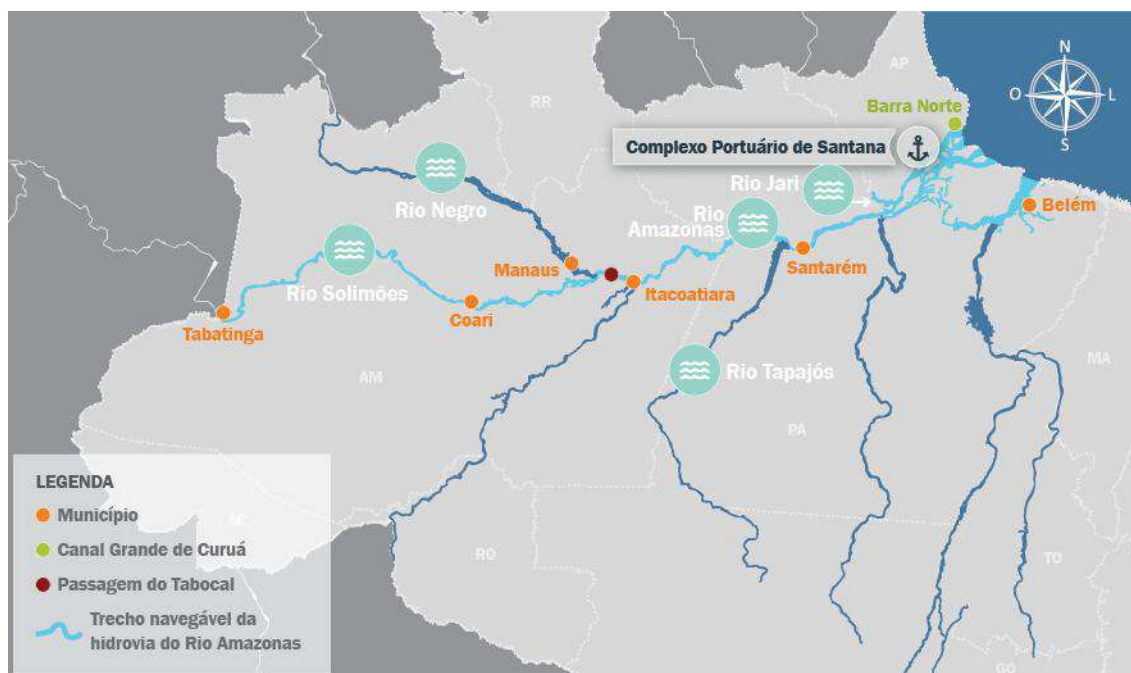 N
O
L
S
AP
RR
Barra Norte
Complexo Portuário de Santana
Rio Jari
Rio Negro
Rio
Amazonas
Belém
Manaus
Santarém
Rio Solimões
Itacoatiara
Coari
Tabatinga
MA
AM
Rio Tapajós
PA
LEGENDA
Município
AC
Canal Grande de Curuá
RO
TO
Passagem do Tabocal
Trecho navegável da
hidrovia do Rio Amazonas
GO